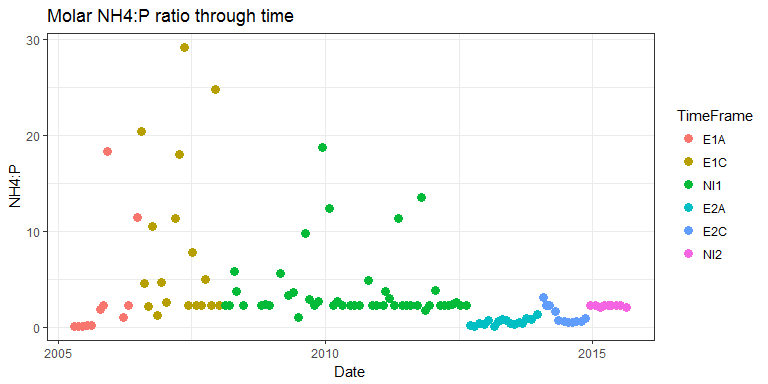 Molar NH4:P ratio through time
30
20
10
0
NH4:P
2005
2010
2015
Date
TimeFrame
E1A
E1C
NI1
E2A
E2C
NI2